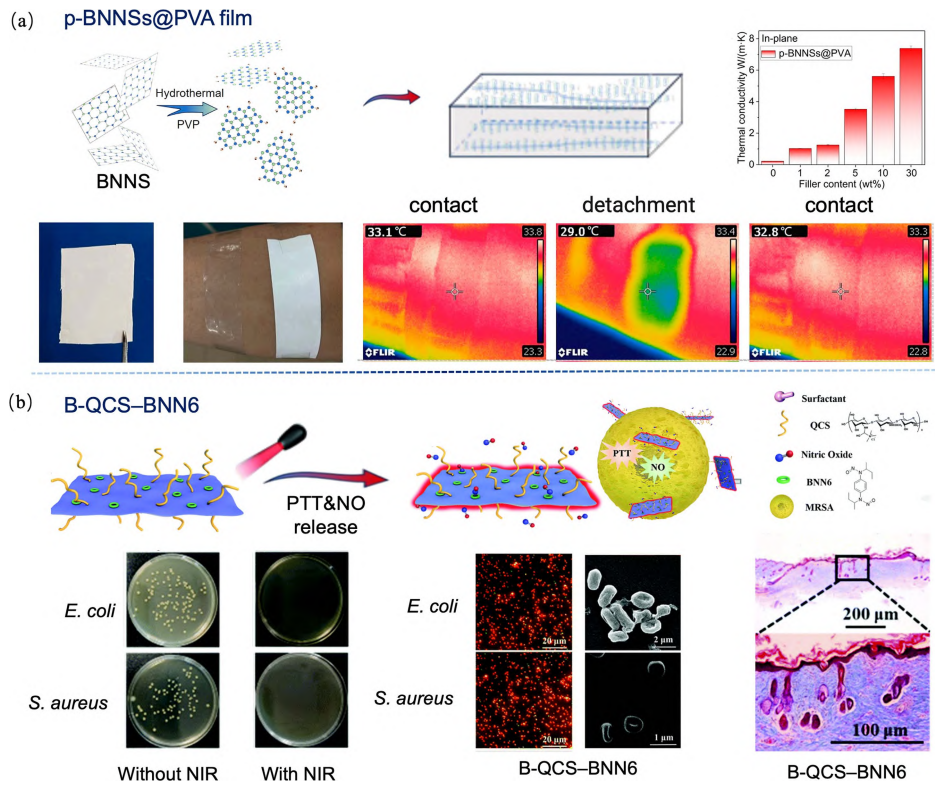 (a)
p-BNNSs@PVA film
Hydrothermal
PVP
BNNS
Thermal conductivity W/(m·K)
8
6
4
2
0
In-plane
p-BNNSs@PVA
0 1 2 5 10 30
Filler content (wt%)
contact
detachment
contact
33.1 °C
33.8
FLIR
23.3
29.0 °C
33.4
FLIR
22.9
32.8 °C
33.3
FLIR
22.8
(b)
B-QCS–BNN6
PTT&NO
release
PTT
NO
Surfactant
QCS
Nitric Oxide
BNN6
MRSA
E. coli
S. aureus
Without NIR
With NIR
E. coli
S. aureus
20 μm
2 μm
20 μm
1 μm
B-QCS–BNN6
200 μm
100 μm
B-QCS–BNN6